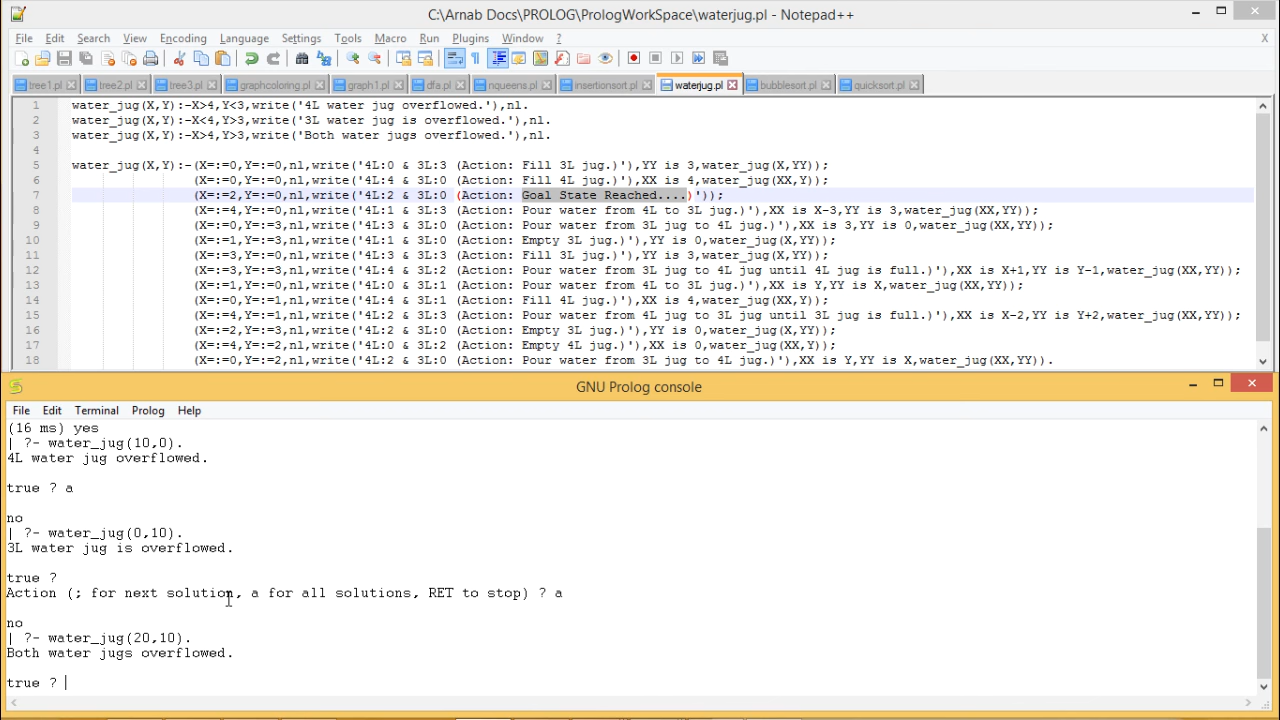 C:\Arnab Docs\PROLOG\PrologWorkSpace\waterjug.pl - Notepad++
File Edit Search View Encoding Language Settings Tools Macro Run Plugins Window ? X
tree1.pl tree2.pl tree3.pl graphcoloring.pl graph1.pl dfa.pl nqueens.pl insertionsort.pl waterjug.pl bubblesort.pl quicksort.pl
1 water_jug(X,Y):-X>4,Y<3,write('4L water jug overflowed.'),nl.
2 water_jug(X,Y):-X<4,Y>3,write('3L water jug is overflowed.'),nl.
3 water_jug(X,Y):-X>4,Y>3,write('Both water jugs overflowed.'),nl.
4
5 water_jug(X,Y):-(X=:=0,Y=:=0,nl,write('4L:0 & 3L:3 (Action: Fill 3L jug.)'),YY is 3,water_jug(X,YY));
6 (X=:=0,Y=:=0,nl,write('4L:4 & 3L:0 (Action: Fill 4L jug.)'),XX is 4,water_jug(XX,Y));
7 (X=:=2,Y=:=0,nl,write('4L:2 & 3L:0 (Action: Goal State Reached....)'));
8 (X=:=4,Y=:=0,nl,write('4L:1 & 3L:3 (Action: Pour water from 4L to 3L jug.)'),XX is X-3,YY is 3,water_jug(XX,YY));
9 (X=:=0,Y=:=3,nl,write('4L:3 & 3L:0 (Action: Pour water from 3L jug to 4L jug.)'),XX is 3,YY is 0,water_jug(XX,YY));
10 (X=:=1,Y=:=3,nl,write('4L:1 & 3L:0 (Action: Empty 3L jug.)'),YY is 0,water_jug(X,YY));
11 (X=:=3,Y=:=0,nl,write('4L:3 & 3L:3 (Action: Fill 3L jug.)'),YY is 3,water_jug(X,YY));
12 (X=:=3,Y=:=3,nl,write('4L:4 & 3L:2 (Action: Pour water from 3L jug to 4L jug until 4L jug is full.)'),XX is X+1,YY is Y-1,water_jug(XX,YY));
13 (X=:=1,Y=:=0,nl,write('4L:0 & 3L:1 (Action: Pour water from 4L to 3L jug.)'),XX is Y,YY is X,water_jug(XX,YY));
14 (X=:=0,Y=:=1,nl,write('4L:4 & 3L:1 (Action: Fill 4L jug.)'),XX is 4,water_jug(XX,Y));
15 (X=:=4,Y=:=1,nl,write('4L:2 & 3L:3 (Action: Pour water from 4L jug to 3L jug until 3L jug is full.)'),XX is X-2,YY is Y+2,water_jug(XX,YY));
16 (X=:=2,Y=:=3,nl,write('4L:2 & 3L:0 (Action: Empty 3L jug.)'),YY is 0,water_jug(X,YY));
17 (X=:=4,Y=:=2,nl,write('4L:0 & 3L:2 (Action: Empty 4L jug.)'),XX is 0,water_jug(XX,Y));
18 (X=:=0,Y=:=2,nl,write('4L:2 & 3L:0 (Action: Pour water from 3L jug to 4L jug.)'),XX is Y,YY is X,water_jug(XX,YY)).
GNU Prolog console
File Edit Terminal Prolog Help
(16 ms) yes
| ?- water_jug(10,0).
4L water jug overflowed.
true ? a
no
| ?- water_jug(0,10).
3L water jug is overflowed.
true ?
Action (; for next solution, a for all solutions, RET to stop) ? a
no
| ?- water_jug(20,10).
Both water jugs overflowed.
true ?